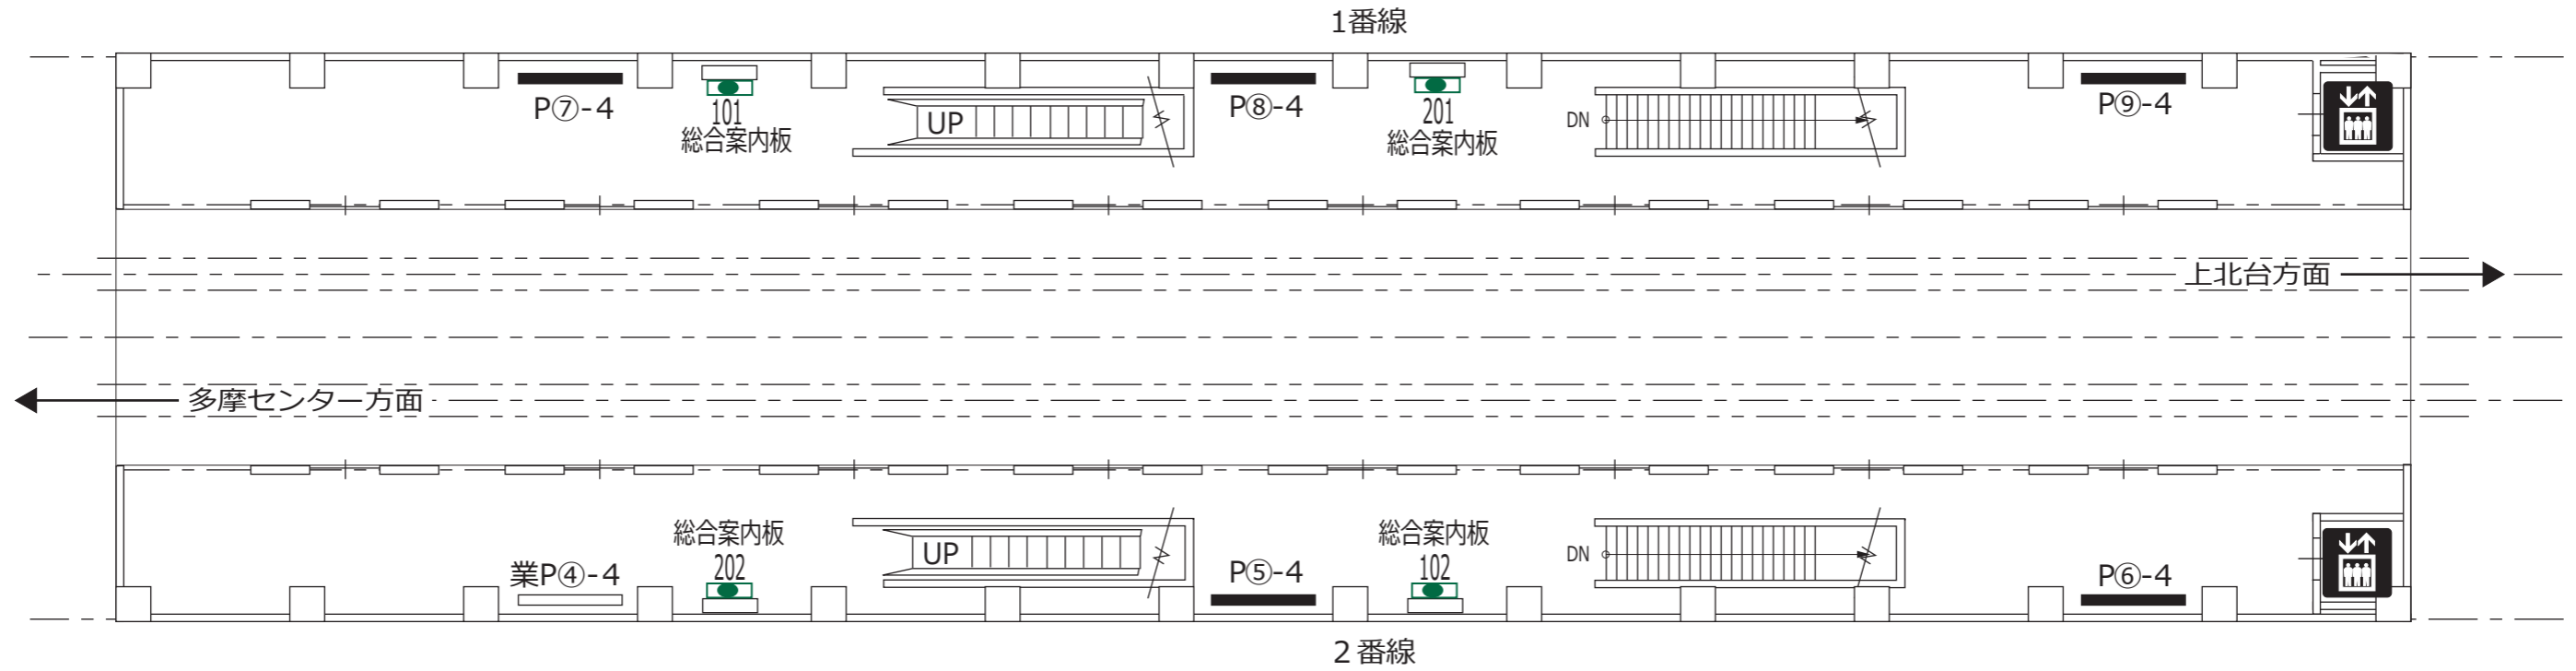 1番線
P⑦-4
101
総合案内板
UP
P⑧-4
201
総合案内板
DN
P⑨-4
上北台方面
多摩センター方面
業P④-4
総合案内板
202
UP
P⑤-4
総合案内板
102
DN
P⑥-4
2番線